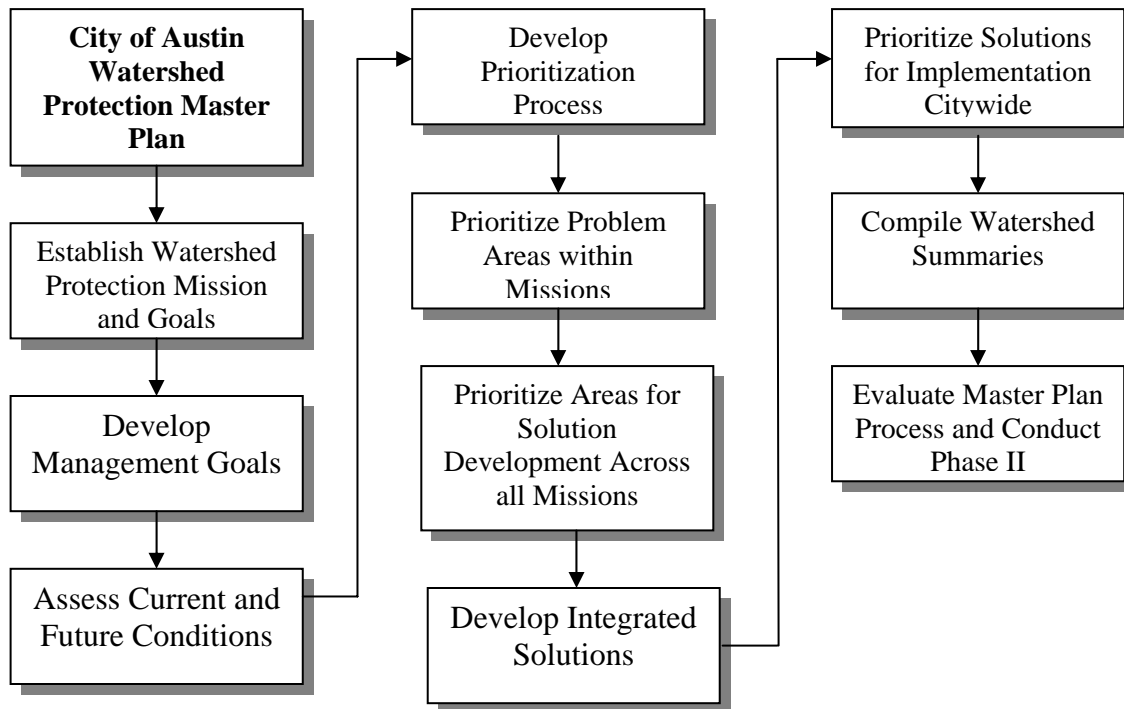 City of Austin
Watershed
Protection Master
Plan
Establish Watershed
Protection Mission
and Goals
Develop
Management Goals
Assess Current and
Future Conditions
Develop
Prioritization
Process
Prioritize Problem
Areas within
Missions
Prioritize Areas for
Solution
Development Across
all Missions
Develop Integrated
Solutions
Prioritize Solutions
for Implementation
Citywide
Compile Watershed
Summaries
Evaluate Master Plan
Process and Conduct
Phase II